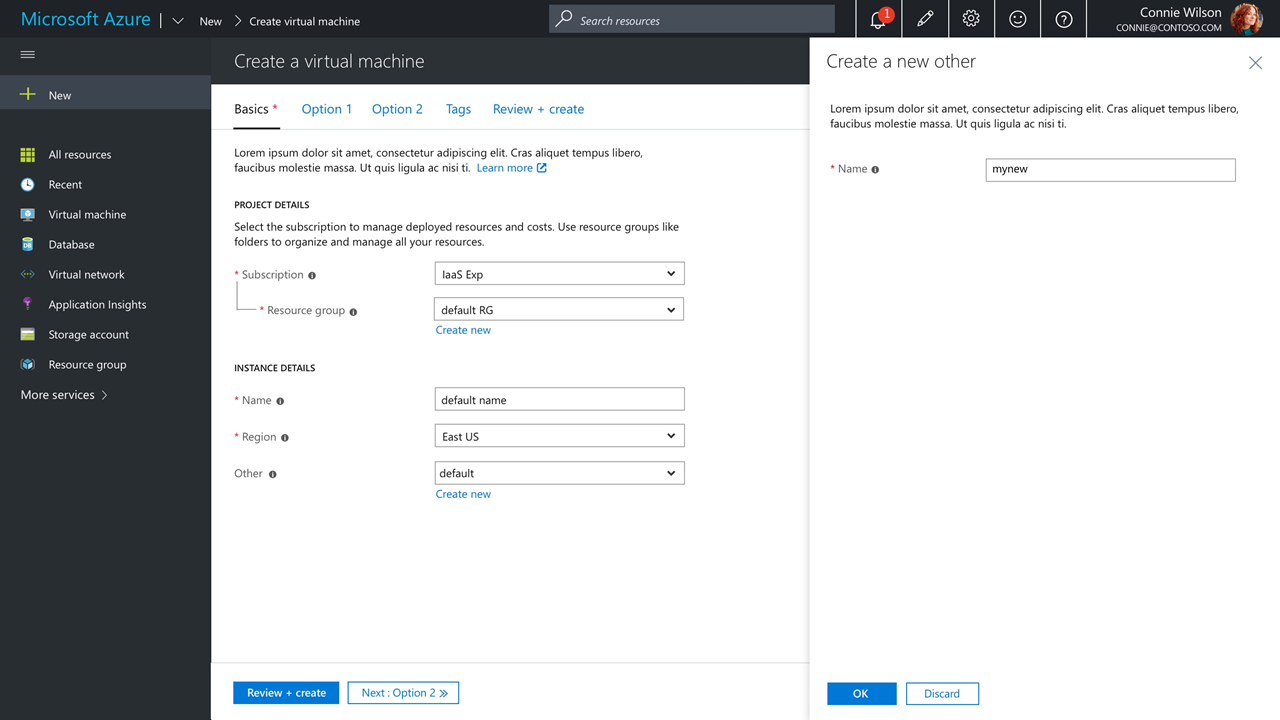 Microsoft Azure
New
Create virtual machine
Search resources
1
Connie Wilson
CONNIE@CONTOSO.COM
New
All resources
Recent
Virtual machine
Database
Virtual network
Application Insights
Storage account
Resource group
More services
Create a virtual machine
Basics *
Option 1
Option 2
Tags
Review + create
Lorem ipsum dolor sit amet, consectetur adipiscing elit. Cras aliquet tempus libero,
faucibus molestie massa. Ut quis ligula ac nisi ti. Learn more
PROJECT DETAILS
Select the subscription to manage deployed resources and costs. Use resource groups like
folders to organize and manage all your resources.
* Subscription
IaaS Exp
* Resource group
default RG
Create new
INSTANCE DETAILS
* Name
default name
* Region
East US
Other
default
Create new
Review + create
Next : Option 2
Create a new other
Lorem ipsum dolor sit amet, consectetur adipiscing elit. Cras aliquet tempus libero,
faucibus molestie massa. Ut quis ligula ac nisi ti.
* Name
mynew
OK
Discard